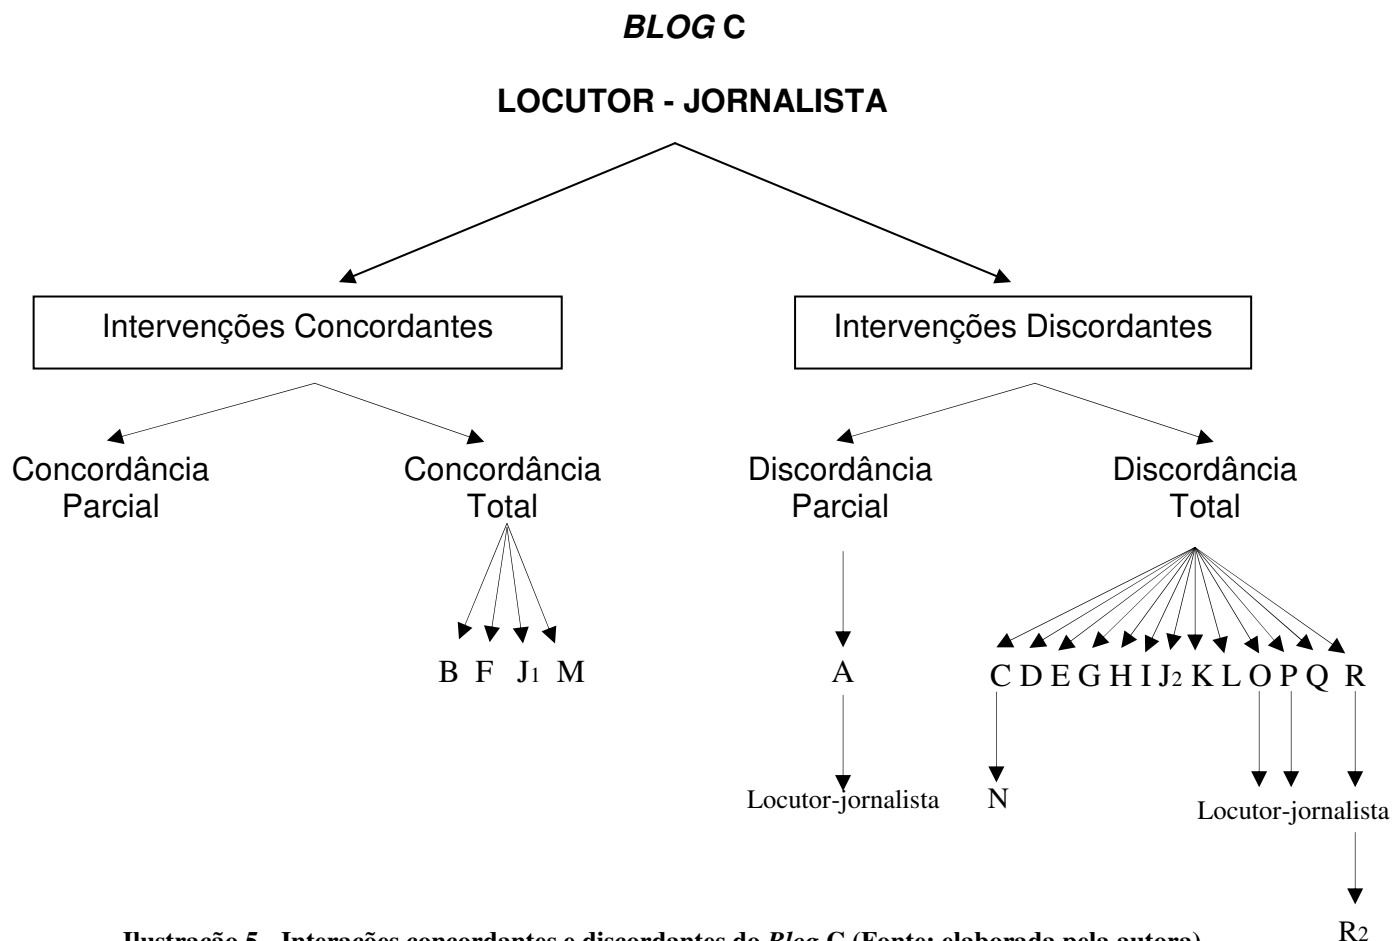 BLOG C
LOCUTOR - JORNALISTA
Intervenções Concordantes
Intervenções Discordantes
Concordância
Parcial
Concordância
Total
Discordância
Parcial
Discordância
Total
B F J1 M
A
C D E G H I J2 K L O P Q R
Locutor-jornalista
N
Locutor-jornalista
R2
Ilustração 5 - Interações concordantes e discordantes do Blog C (Fonte: elaborada pela autora)